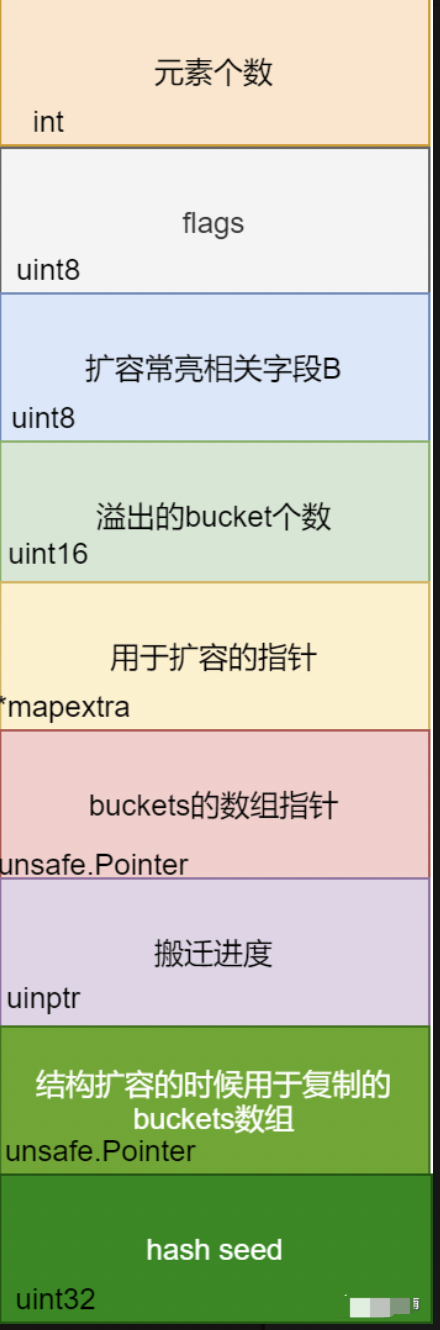 元素个数
int
flags
uint8
扩容常亮相关字段B
uint8
溢出的bucket个数
uint16
用于扩容的指针
*mapextra
buckets的数组指针
unsafe.Pointer
搬迁进度
uinptr
结构扩容的时候用于复制的
buckets数组
unsafe.Pointer
hash seed
uint32